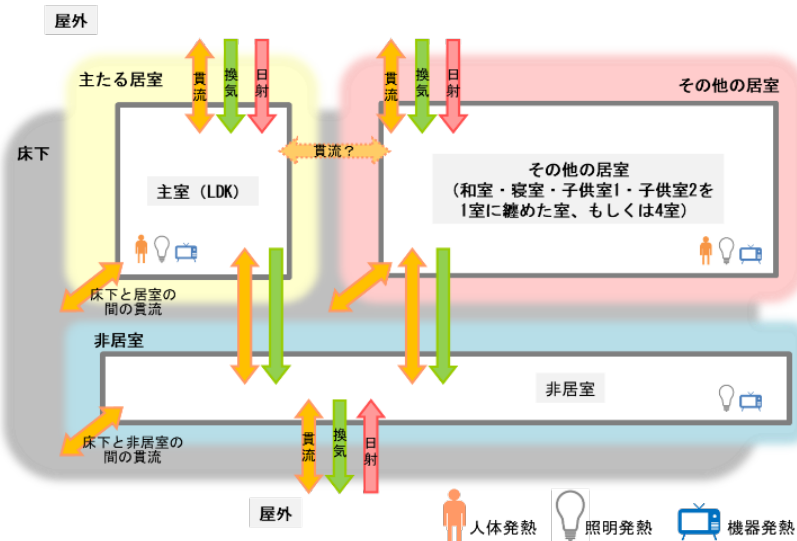 屋外
主たる居室
貫流
換気
日射
貫流
換気
日射
その他の居室
床下
貫流？
主室（LDK）
その他の居室
（和室・寝室・子供室1・子供室2を
1室に纏めた室、もしくは4室）
床下と居室の
間の貫流
非居室
非居室
床下と非居室の
間の貫流
貫流
換気
日射
屋外
人体発熱
照明発熱
機器発熱